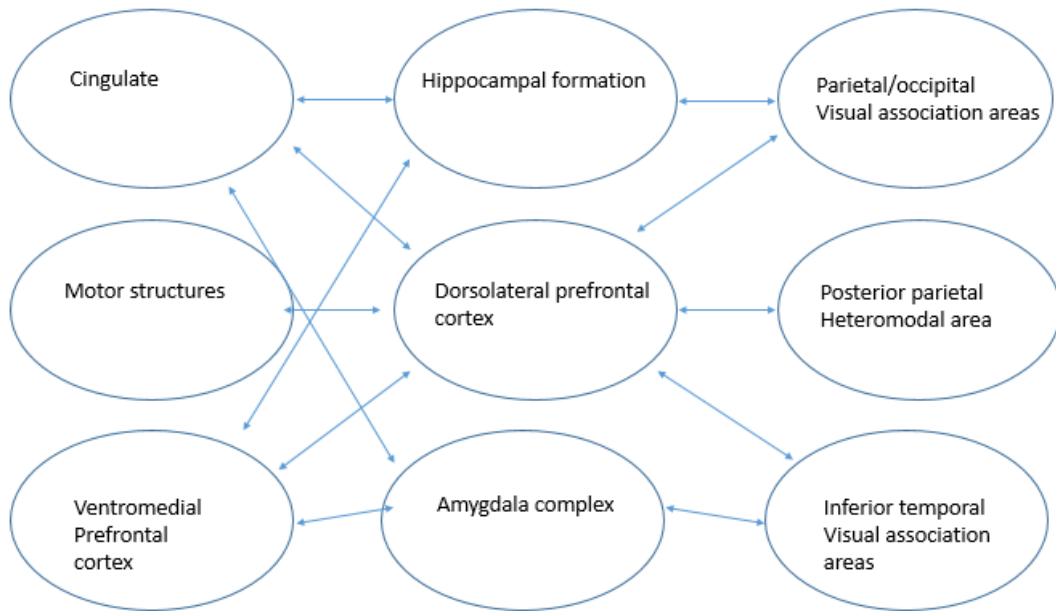 Cingulate
Hippocampal formation
Parietal/occipital
Visual association areas
Motor structures
Dorsolateral prefrontal
cortex
Posterior parietal
Heteromodal area
Ventromedial
Prefrontal
cortex
Amygdala complex
Inferior temporal
Visual association
areas